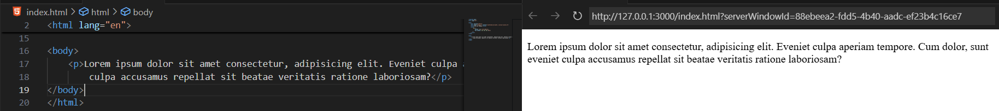 index.html > html > body
2 <html lang="en">
15
16 <body>
17 <p>Lorem ipsum dolor sit amet consectetur, adipisicing elit. Eveniet culpa
18 culpa accusamus repellat sit beatae veritatis ratione laboriosam?</p>
19 </body>
20 </html>
http://127.0.0.1:3000/index.html?serverWindowId=88ebeea2-fdd5-4b40-aadc-ef23b4c16ce7
Lorem ipsum dolor sit amet consectetur, adipisicing elit. Eveniet culpa aperiam tempore. Cum dolor, sunt
eveniet culpa accusamus repellat sit beatae veritatis ratione laboriosam?